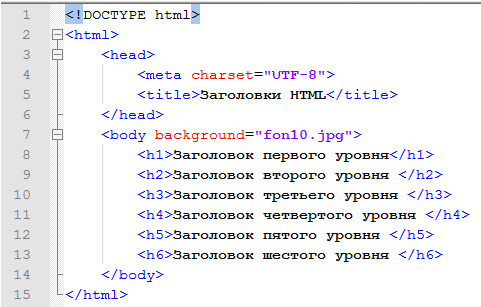 1 <!DOCTYPE html>
2 <html>
3 <head>
4 <meta charset="UTF-8">
5 <title>Заголовки HTML</title>
6 </head>
7 <body background="fon10.jpg">
8 <h1>Заголовок первого уровня</h1>
9 <h2>Заголовок второго уровня </h2>
10 <h3>Заголовок третьего уровня </h3>
11 <h4>Заголовок четвертого уровня </h4>
12 <h5>Заголовок пятого уровня </h5>
13 <h6>Заголовок шестого уровня </h6>
14 </body>
15 </html>